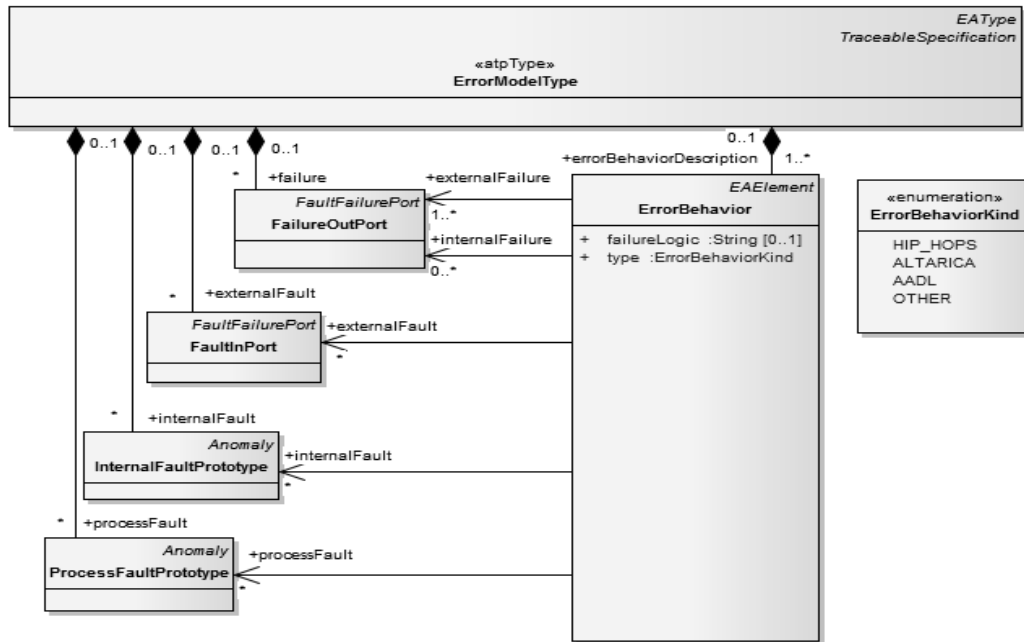 EAType
TraceableSpecification
«atpType»
ErrorModelType
0..1
0..1
0..1
0..1
0..1
+errorBehaviorDescription
1..*
*
+failure
+externalFailure
FaultFailurePort
FailureOutPort
1..*
+internalFailure
0..*
EAElement
ErrorBehavior
+ failureLogic :String [0..1]
+ type :ErrorBehaviorKind
«enumeration»
ErrorBehaviorKind
HIP_HOPS
ALTARICA
AADL
OTHER
*
+externalFault
FaultFailurePort
FaultInPort
+externalFault
*
*
+internalFault
Anomaly
InternalFaultPrototype
+internalFault
*
*
+processFault
Anomaly
ProcessFaultPrototype
+processFault
*